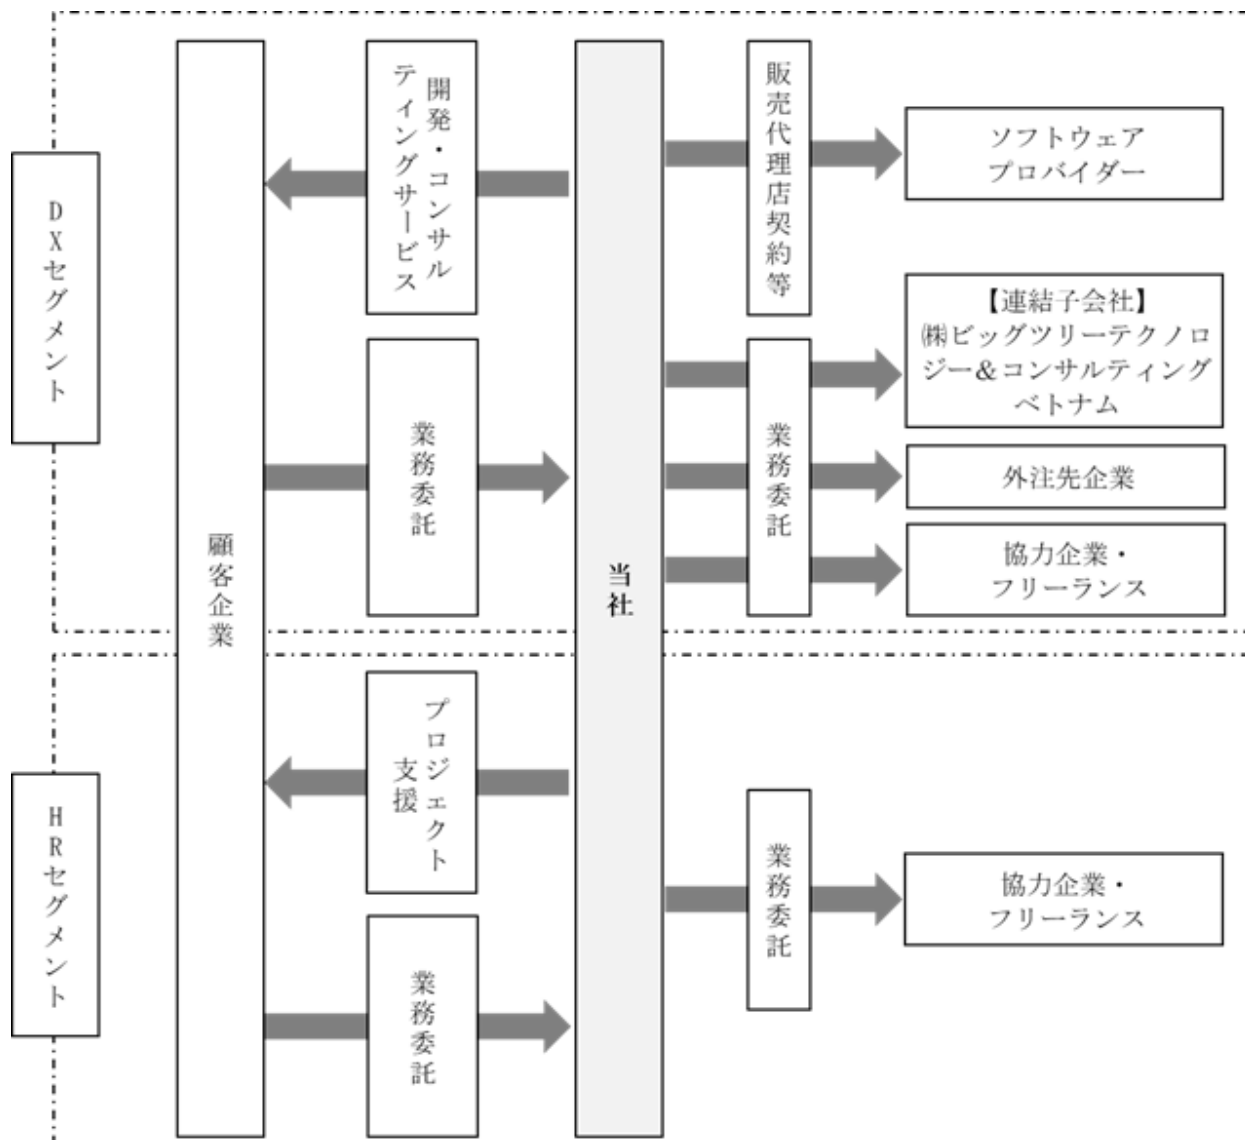 DXセグメント
顧客企業
開発・コンサル
ティングサービス
業務委託
当社
販売代理店契約等
業務委託
ソフトウェア
プロバイダー
【連結子会社】
㈱ビッグツリーテクノロ
ジー＆コンサルティング
ベトナム
外注先企業
協力企業・
フリーランス
HRセグメント
プロジェクト
支援
業務委託
業務委託
協力企業・
フリーランス